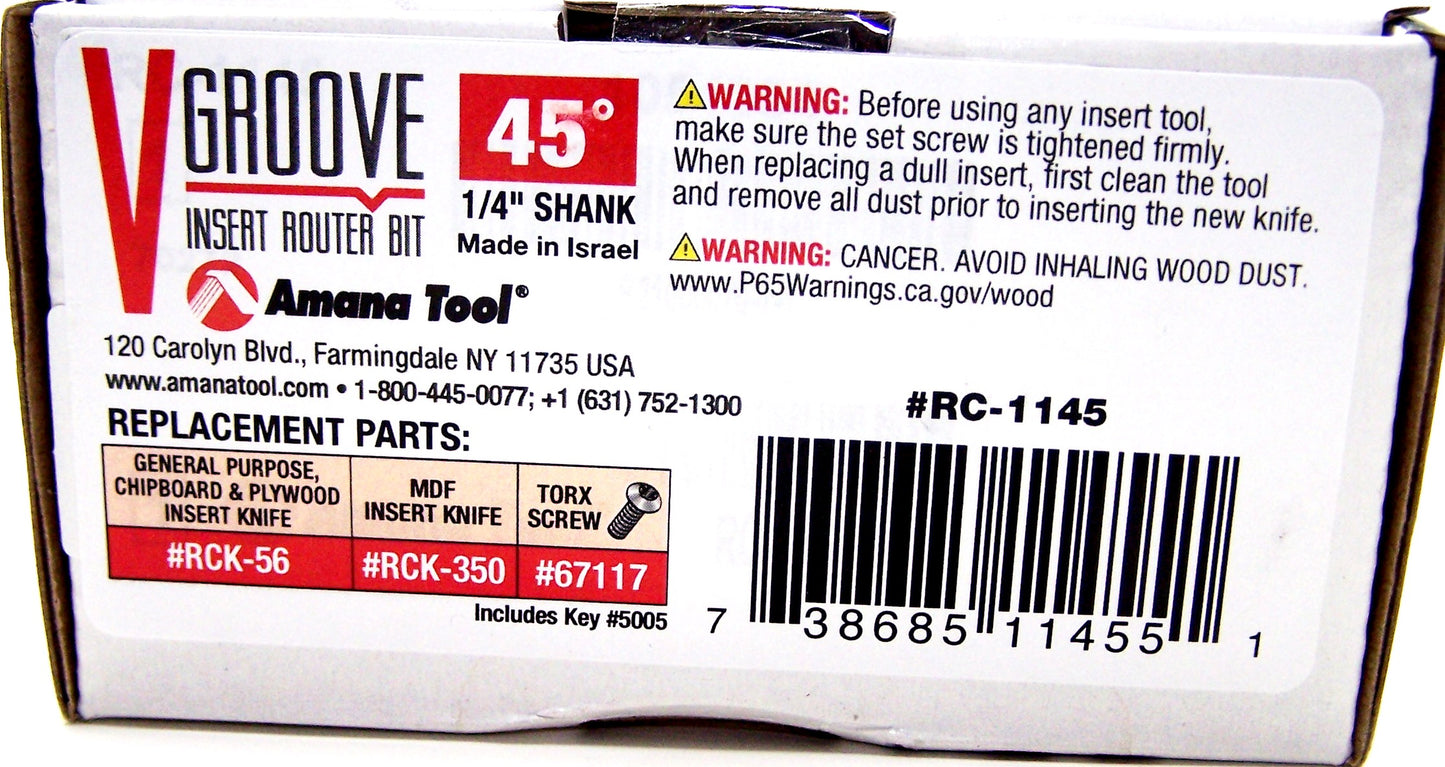 V GROOVE
INSERT ROUTER BIT
45°
1/4" SHANK
Made in Israel
Amana Tool®
120 Carolyn Blvd., Farmingdale NY 11735 USA
www.amanatool.com • 1-800-445-0077; +1 (631) 752-1300
REPLACEMENT PARTS:
GENERAL PURPOSE,
CHIPBOARD & PLYWOOD
INSERT KNIFE
#RCK-56
MDF
INSERT KNIFE
#RCK-350
TORX
SCREW
#67117
Includes Key #5005
WARNING: Before using any insert tool,
make sure the set screw is tightened firmly.
When replacing a dull insert, first clean the tool
and remove all dust prior to inserting the new knife.
WARNING: CANCER. AVOID INHALING WOOD DUST.
www.P65Warnings.ca.gov/wood
#RC-1145
7 38685 11455 1